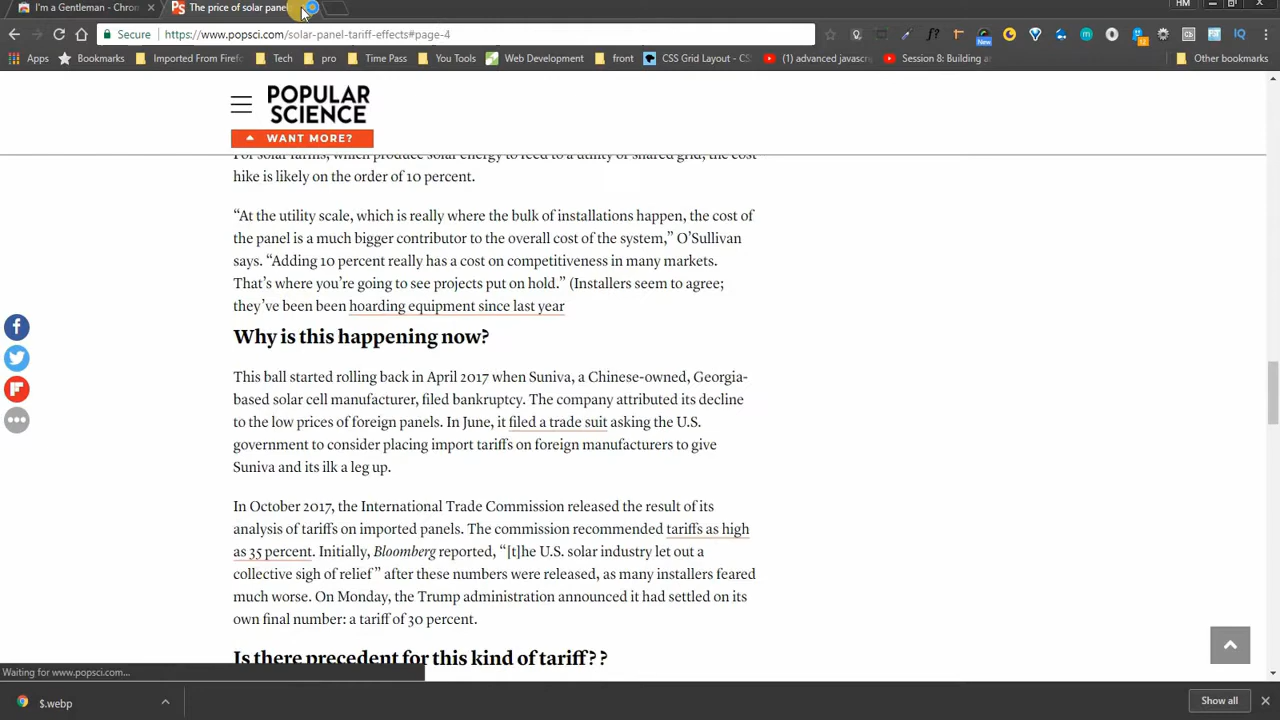 I'm a Gentleman - Chron
The price of solar pane
HM
Secure
https://www.popsci.com/solar-panel-tariff-effects#page-4
Apps
Bookmarks
Imported From Firef
Tech
pro
Time Pass
You Tools
Web Development
front
CSS Grid Layout - CS
(1) advanced javascr
Session 8: Building a
Other bookmarks
POPULAR
SCIENCE
WANT MORE?
For solar farms, which produce solar energy to feed to a utility or shared grid, the cost
hike is likely on the order of 10 percent.
“At the utility scale, which is really where the bulk of installations happen, the cost of
the panel is a much bigger contributor to the overall cost of the system,” O’Sullivan
says. “Adding 10 percent really has a cost on competitiveness in many markets.
That’s where you’re going to see projects put on hold.” (Installers seem to agree;
they’ve been been hoarding equipment since last year
Why is this happening now?
This ball started rolling back in April 2017 when Suniva, a Chinese-owned, Georgia-
based solar cell manufacturer, filed bankruptcy. The company attributed its decline
to the low prices of foreign panels. In June, it filed a trade suit asking the U.S.
government to consider placing import tariffs on foreign manufacturers to give
Suniva and its ilk a leg up.
In October 2017, the International Trade Commission released the result of its
analysis of tariffs on imported panels. The commission recommended tariffs as high
as 35 percent. Initially, Bloomberg reported, “[t]he U.S. solar industry let out a
collective sigh of relief” after these numbers were released, as many installers feared
much worse. On Monday, the Trump administration announced it had settled on its
own final number: a tariff of 30 percent.
Is there precedent for this kind of tariff??
Waiting for www.popsci.com...
$.webp
Show all